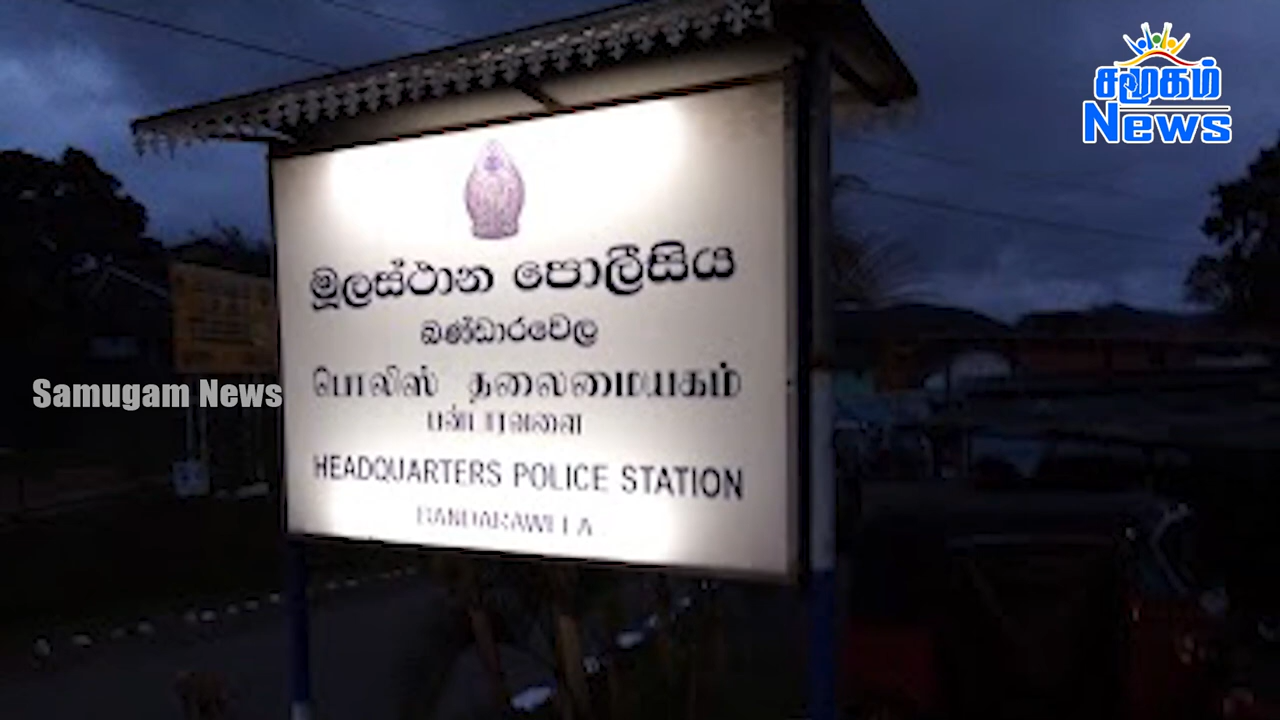 சமூகம்
News
මූලස්ථාන පොලීසිය
බණ්ඩාරවෙල
பொலிஸ் தலைமையகம்
பண்டாரவளை
HEADQUARTERS POLICE STATION
BANDARAWELA
Samugam News